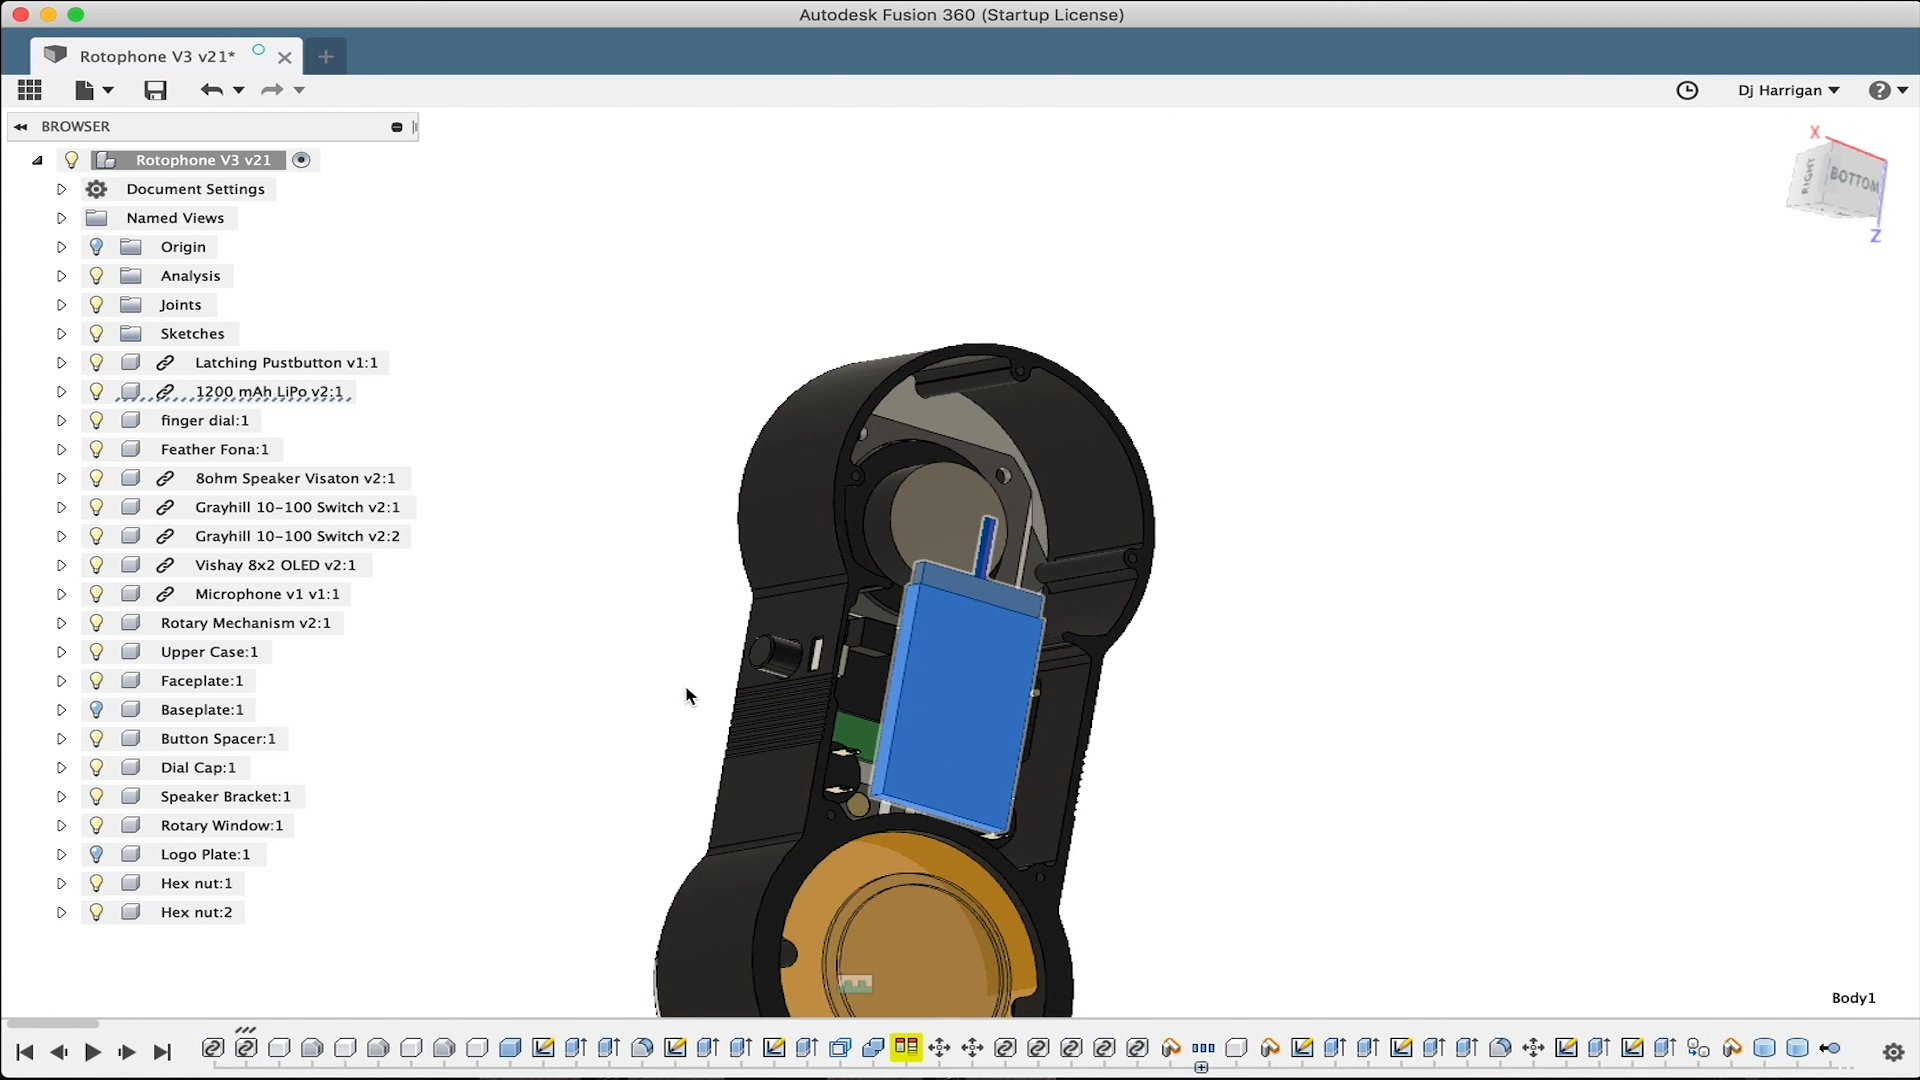 Autodesk Fusion 360 (Startup License)
Rotophone V3 v21*
Dj Harrigan
BROWSER
Rotophone V3 v21
Document Settings
Named Views
Origin
Analysis
Joints
Sketches
Latching Pustbutton v1:1
1200 mAh LiPo v2:1
finger dial:1
Feather Fona:1
8ohm Speaker Visaton v2:1
Grayhill 10-100 Switch v2:1
Grayhill 10-100 Switch v2:2
Vishay 8x2 OLED v2:1
Microphone v1 v1:1
Rotary Mechanism v2:1
Upper Case:1
Faceplate:1
Baseplate:1
Button Spacer:1
Dial Cap:1
Speaker Bracket:1
Rotary Window:1
Logo Plate:1
Hex nut:1
Hex nut:2
X
RIGHT
BOTTOM
Z
Body1